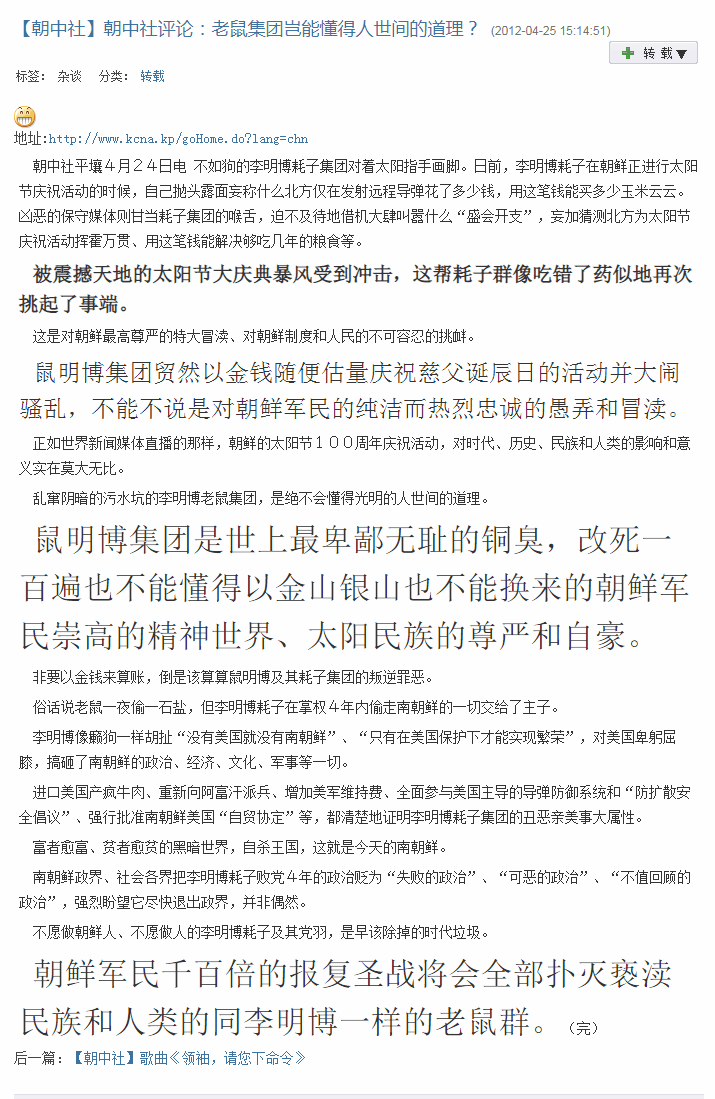 【朝中社】朝中社评论：老鼠集团岂能懂得人世间的道理？ (2012-04-25 15:14:51)
转载▼
标签： 杂谈 分类： 转载
地址:http://www.kcna.kp/goHome.do?lang=chn
朝中社平壤４月２４日电 不如狗的李明博耗子集团对着太阳指手画脚。日前，李明博耗子在朝鲜正进行太阳
节庆祝活动的时候，自己抛头露面妄称什么北方仅在发射远程导弹花了多少钱，用这笔钱能买多少玉米云云。
凶恶的保守媒体则甘当耗子集团的喉舌，迫不及待地借机大肆叫嚣什么“盛会开支”，妄加猜测北方为太阳节
庆祝活动挥霍万贯、用这笔钱能解决够吃几年的粮食等。
被震撼天地的太阳节大庆典暴风受到冲击，这帮耗子群像吃错了药似地再次
挑起了事端。
这是对朝鲜最高尊严的特大冒渎、对朝鲜制度和人民的不可容忍的挑衅。
鼠明博集团贸然以金钱随便估量庆祝慈父诞辰日的活动并大闹
骚乱，不能不说是对朝鲜军民的纯洁而热烈忠诚的愚弄和冒渎。
正如世界新闻媒体直播的那样，朝鲜的太阳节１００周年庆祝活动，对时代、历史、民族和人类的影响和意
义实在莫大无比。
乱窜阴暗的污水坑的李明博老鼠集团，是绝不会懂得光明的人世间的道理。
鼠明博集团是世上最卑鄙无耻的铜臭，改死一
百遍也不能懂得以金山银山也不能换来的朝鲜军
民崇高的精神世界、太阳民族的尊严和自豪。
非要以金钱来算账，倒是该算算鼠明博及其耗子集团的叛逆罪恶。
俗话说老鼠一夜偷一石盐，但李明博耗子在掌权４年内偷走南朝鲜的一切交给了主子。
李明博像癞狗一样胡扯“没有美国就没有南朝鲜”、“只有在美国保护下才能实现繁荣”，对美国卑躬屈
膝，搞砸了南朝鲜的政治、经济、文化、军事等一切。
进口美国产疯牛肉、重新向阿富汗派兵、增加美军维持费、全面参与美国主导的导弹防御系统和“防扩散安
全倡议”、强行批准南朝鲜美国“自贸协定”等，都清楚地证明李明博耗子集团的丑恶亲美事大属性。
富者愈富、贫者愈贫的黑暗世界，自杀王国，这就是今天的南朝鲜。
南朝鲜政界、社会各界把李明博耗子败党４年的政治贬为“失败的政治”、“可恶的政治”、“不值回顾的
政治”，强烈盼望它尽快退出政界，并非偶然。
不愿做朝鲜人、不愿做人的李明博耗子及其党羽，是早该除掉的时代垃圾。
朝鲜军民千百倍的报复圣战将会全部扑灭亵渎
民族和人类的同李明博一样的老鼠群。（完）
后一篇：【朝中社】歌曲《领袖，请您下命令》